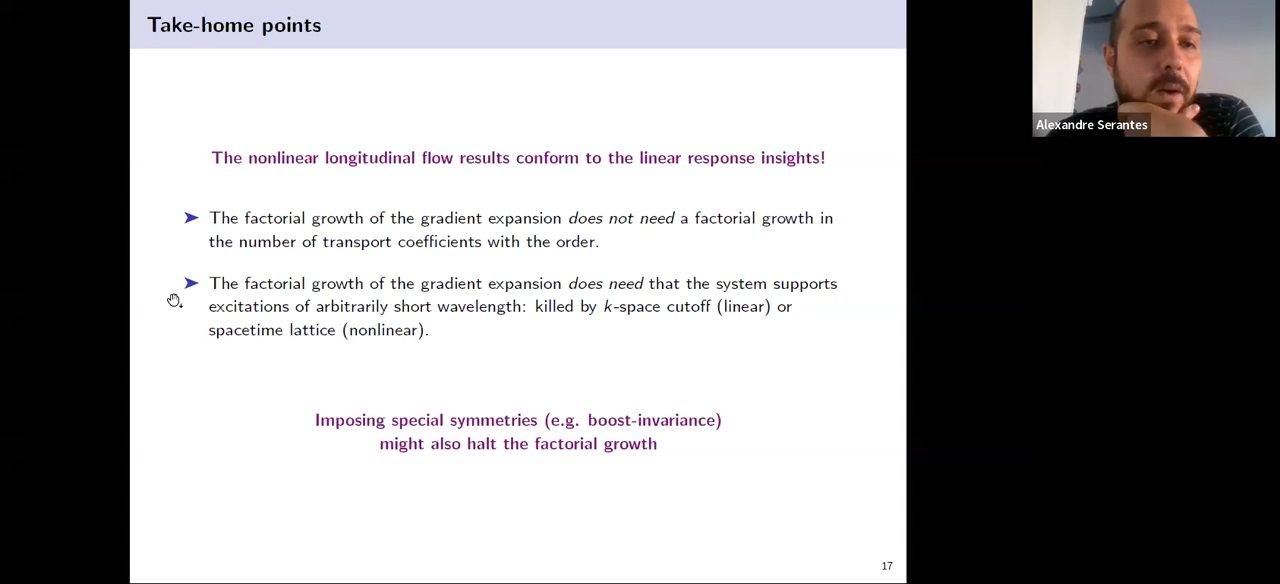 Take-home points
Alexandre Serantes
The nonlinear longitudinal flow results conform to the linear response insights!
➤ The factorial growth of the gradient expansion does not need a factorial growth in
the number of transport coefficients with the order.
➤ The factorial growth of the gradient expansion does need that the system supports
excitations of arbitrarily short wavelength: killed by k-space cutoff (linear) or
spacetime lattice (nonlinear).
Imposing special symmetries (e.g. boost-invariance)
might also halt the factorial growth
17